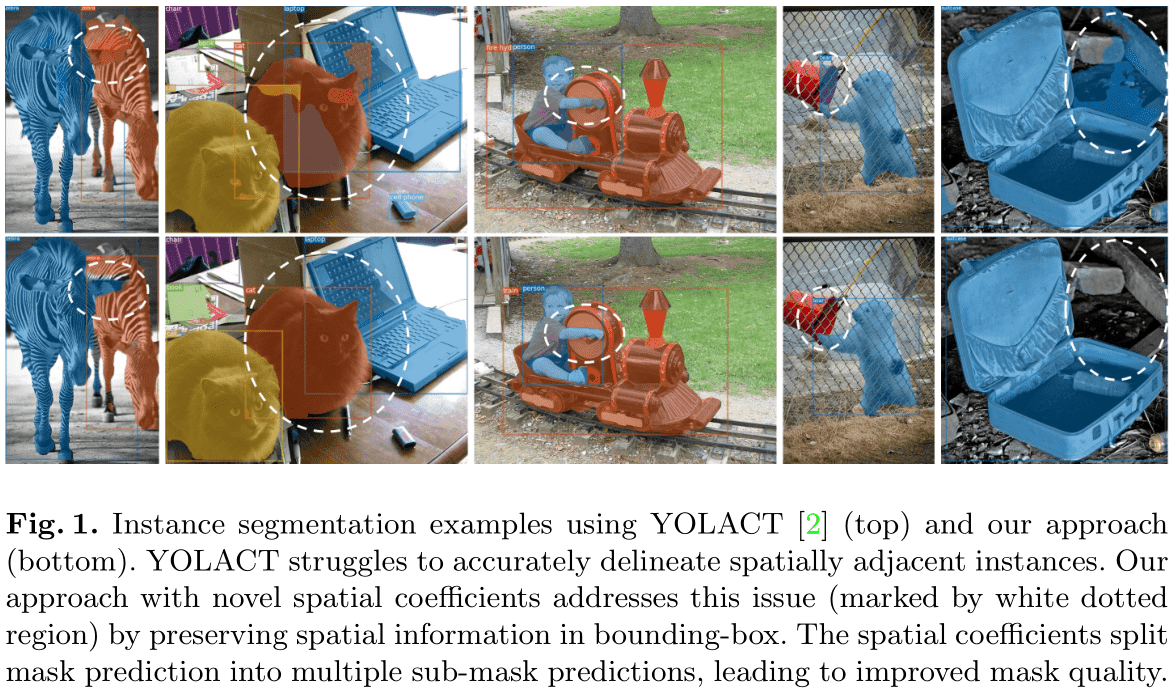 zebra
zebra
chair
laptop
book
cat
cell phone
fire hyd
person
bear
suitcase
zebra
zebra
chair
laptop
book
cat
train
person
bear
suitcase
Fig. 1. Instance segmentation examples using YOLACT [2] (top) and our approach
(bottom). YOLACT struggles to accurately delineate spatially adjacent instances. Our
approach with novel spatial coefficients addresses this issue (marked by white dotted
region) by preserving spatial information in bounding-box. The spatial coefficients split
mask prediction into multiple sub-mask predictions, leading to improved mask quality.